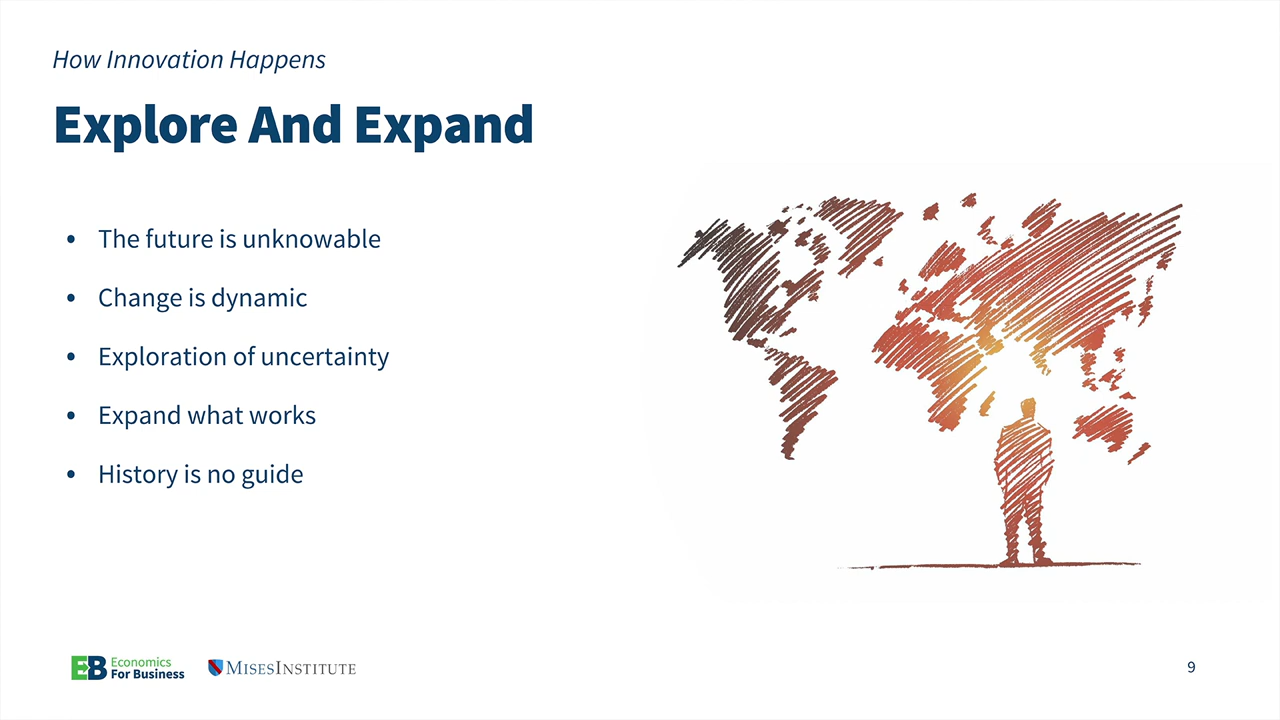 How Innovation Happens
Explore And Expand
• The future is unknowable
• Change is dynamic
• Exploration of uncertainty
• Expand what works
• History is no guide
EB Economics
For Business
MISESINSTITUTE
9